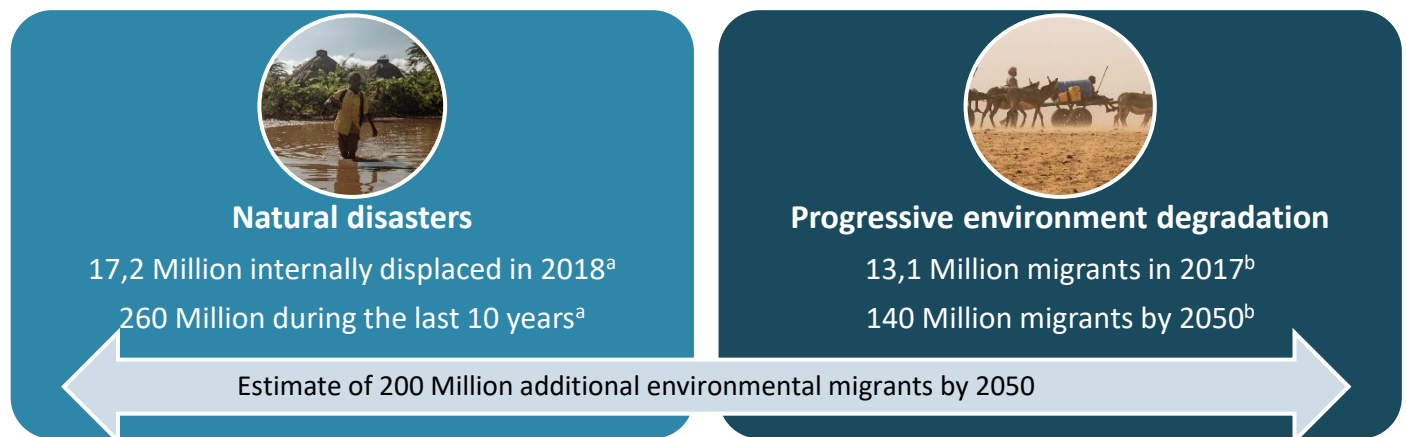 Natural disasters
17,2 Million internally displaced in 2018ᵃ
260 Million during the last 10 yearsᵃ
Progressive environment degradation
13,1 Million migrants in 2017ᵇ
140 Million migrants by 2050ᵇ
Estimate of 200 Million additional environmental migrants by 2050